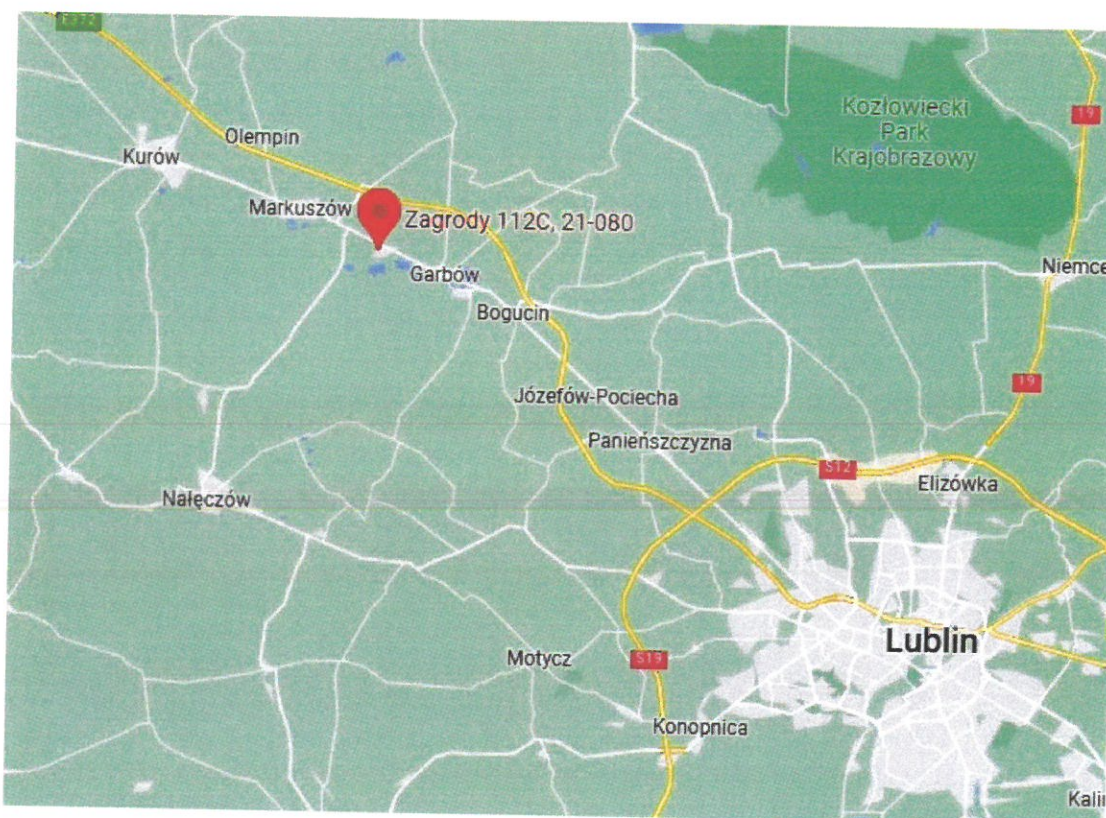 E372
Kozłowiecki
Park
Krajobrazowy
19
Olempin
Kurów
Markuszów
Zagrody 112C, 21-080
Garbów
Niemce
Bogucin
19
Józefów-Pociecha
Panieńszczyzna
S12
Elizówka
Nałęczów
Lublin
Motycz
S19
Konopnica
Kalin